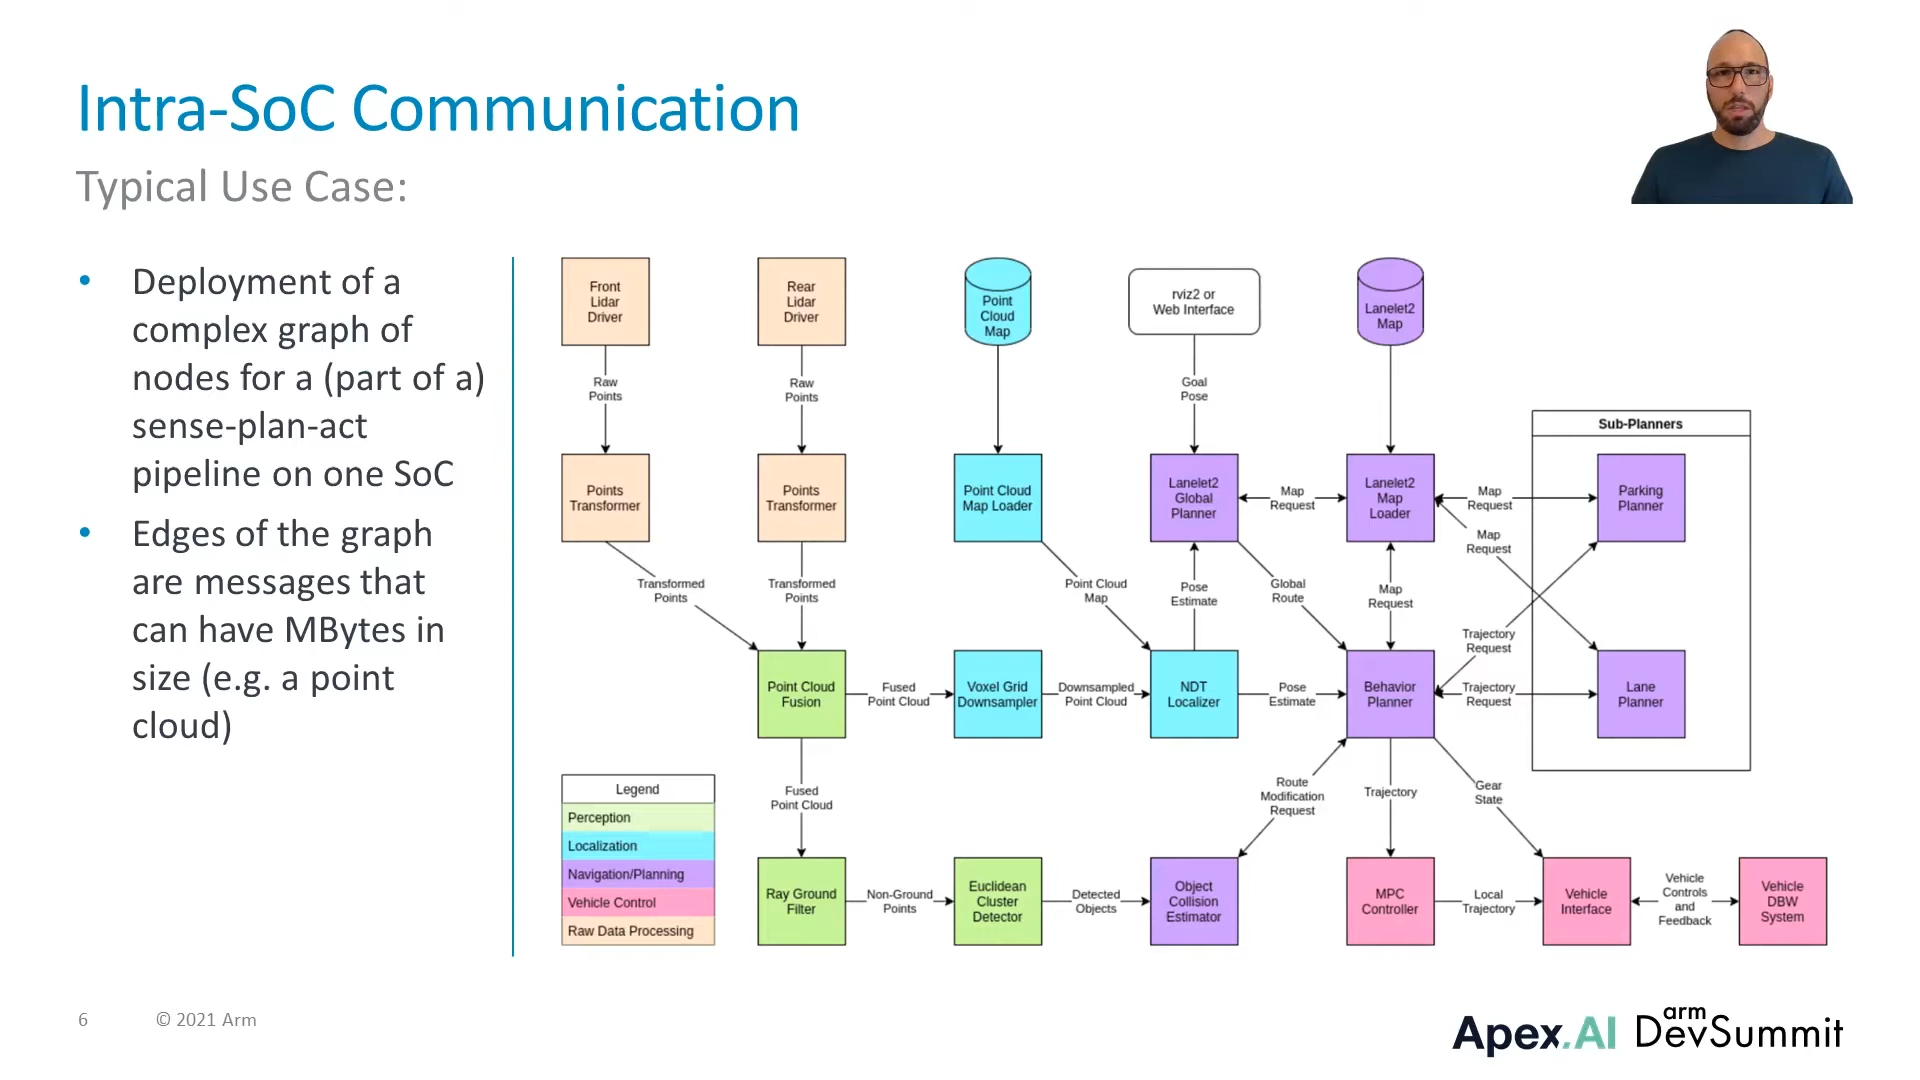 Intra-SoC Communication
Typical Use Case:
• Deployment of a
complex graph of
nodes for a (part of a)
sense-plan-act
pipeline on one SoC
• Edges of the graph
are messages that
can have MBytes in
size (e.g. a point
cloud)
Front
Lidar
Driver
Rear
Lidar
Driver
Point
Cloud
Map
rviz2 or
Web Interface
Lanelet2
Map
Raw
Points
Raw
Points
Goal
Pose
Sub-Planners
Points
Transformer
Points
Transformer
Point Cloud
Map Loader
Lanelet2
Global
Planner
Map
Request
Lanelet2
Map
Loader
Map
Request
Parking
Planner
Map
Request
Transformed
Points
Transformed
Points
Point Cloud
Map
Pose
Estimate
Global
Route
Map
Request
Trajectory
Request
Point Cloud
Fusion
Fused
Point Cloud
Voxel Grid
Downsampler
Downsampled
Point Cloud
NDT
Localizer
Pose
Estimate
Behavior
Planner
Trajectory
Request
Lane
Planner
Fused
Point Cloud
Route
Modification
Request
Trajectory
Gear
State
Legend
Perception
Localization
Navigation/Planning
Vehicle Control
Raw Data Processing
Ray Ground
Filter
Non-Ground
Points
Euclidean
Cluster
Detector
Detected
Objects
Object
Collision
Estimator
MPC
Controller
Local
Trajectory
Vehicle
Interface
Vehicle
Controls
and
Feedback
Vehicle
DBW
System
6
© 2021 Arm
Apex.AI
arm
DevSummit